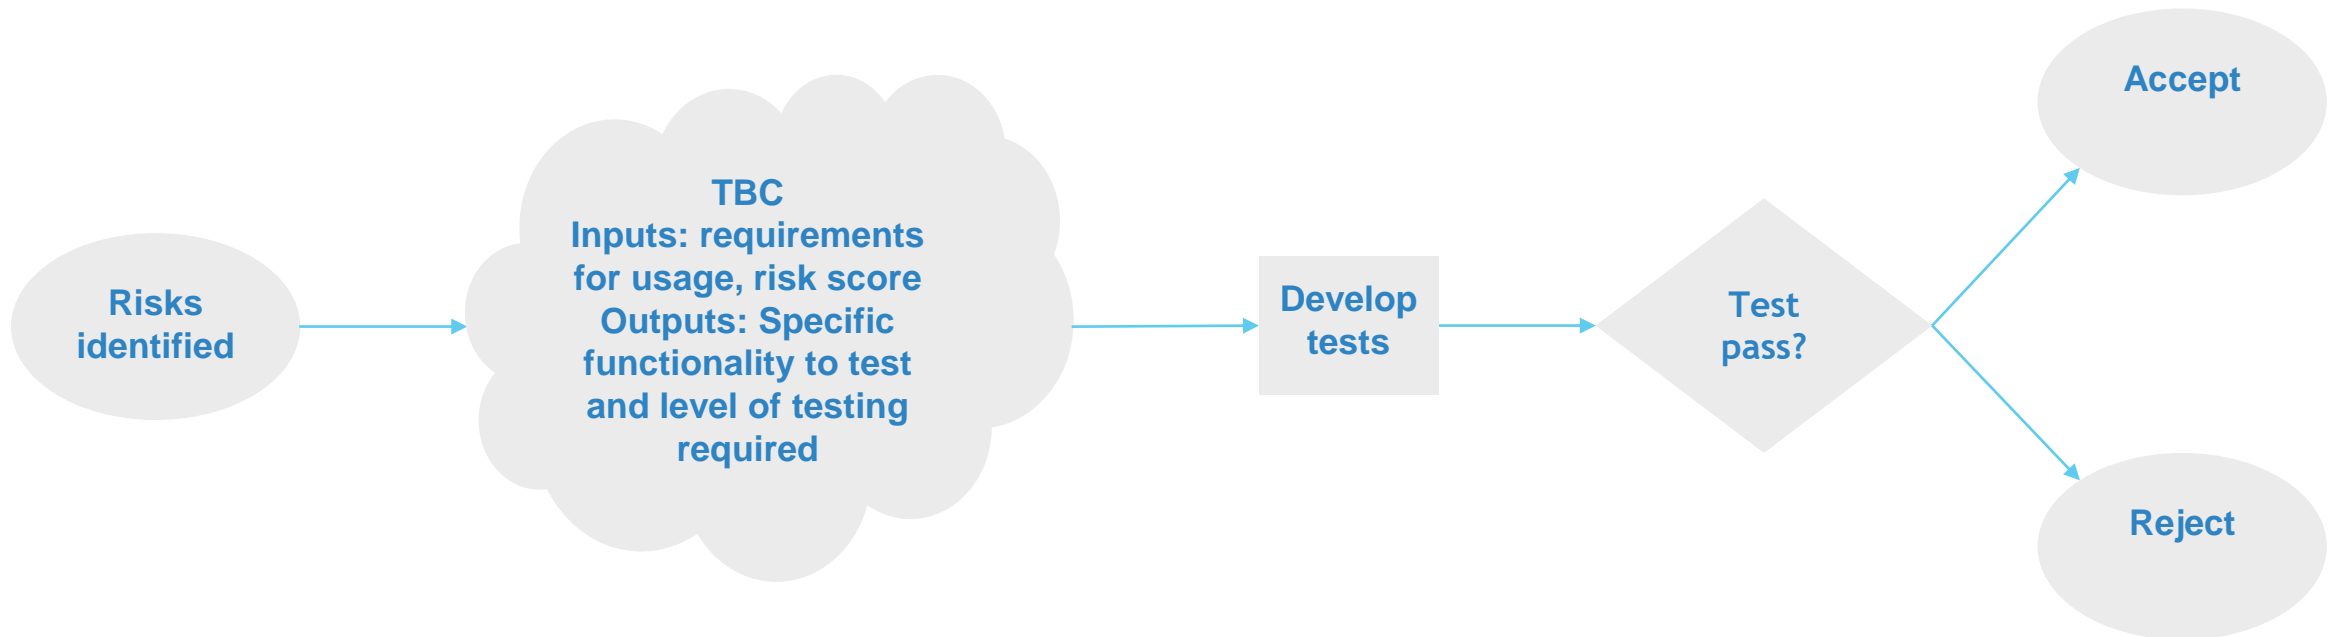 Risks
identified
TBC
Inputs: requirements
for usage, risk score
Outputs: Specific
functionality to test
and level of testing
required
Develop
tests
Test
pass?
Accept
Reject